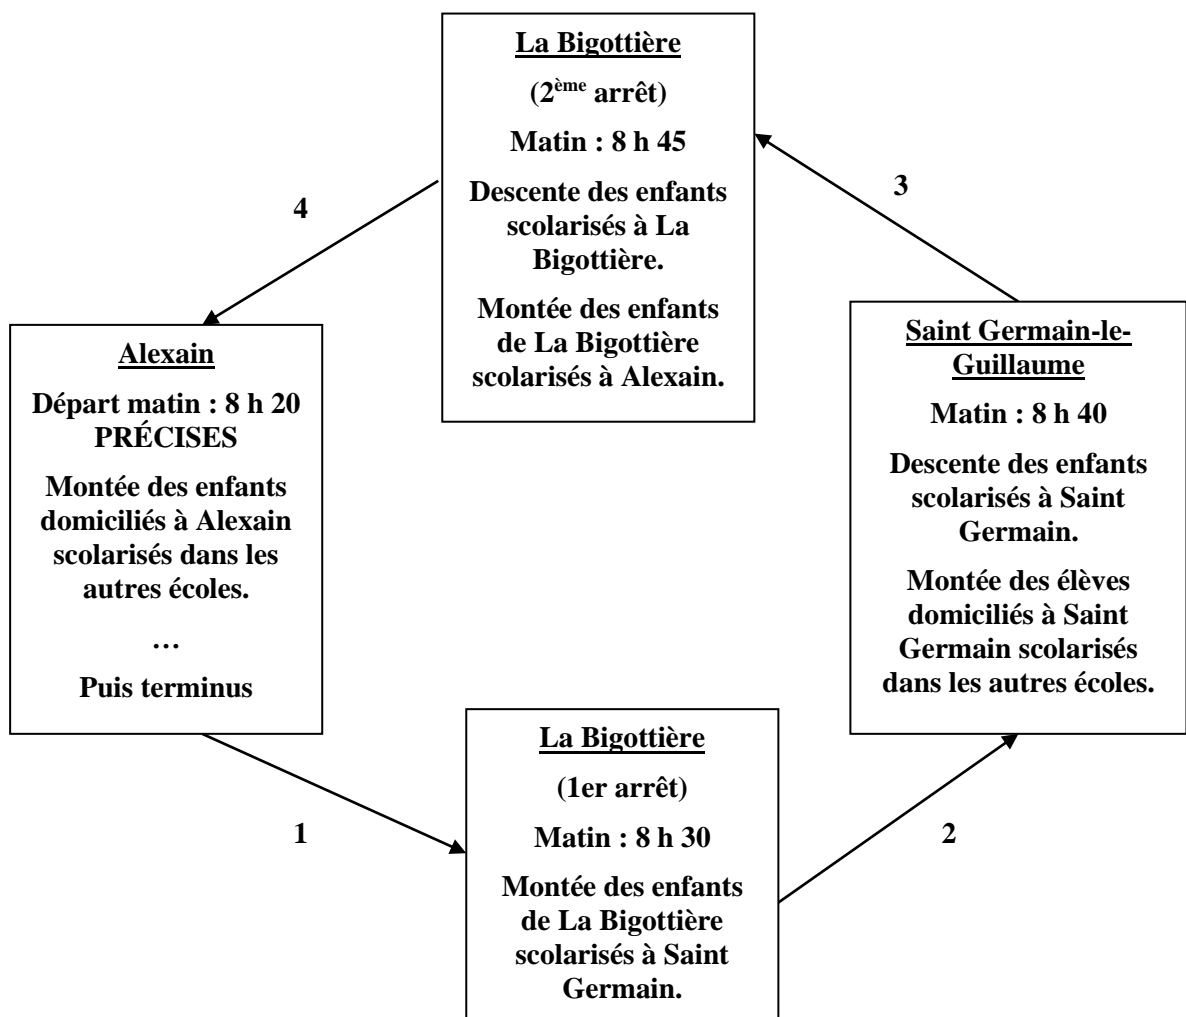 La Bigottière
(2ème arrêt)
Matin : 8 h 45
Descente des enfants
scolarisés à La
Bigottière.
Montée des enfants
de La Bigottière
scolarisés à Alexain.
3
4
Alexain
Départ matin : 8 h 20
PRÉCISES
Montée des enfants
domiciliés à Alexain
scolarisés dans les
autres écoles.
…
Puis terminus
Saint Germain-le-
Guillaume
Matin : 8 h 40
Descente des enfants
scolarisés à Saint
Germain.
Montée des élèves
domiciliés à Saint
Germain scolarisés
dans les autres écoles.
1
La Bigottière
(1er arrêt)
Matin : 8 h 30
Montée des enfants
de La Bigottière
scolarisés à Saint
Germain.
2